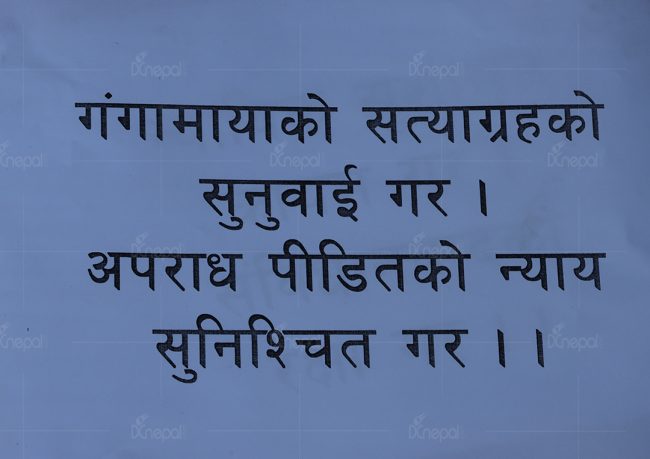 गंगामायाको सत्याग्रहको
सुनुवाई गर ।
अपराध पीडितको न्याय
सुनिश्चित गर ।।